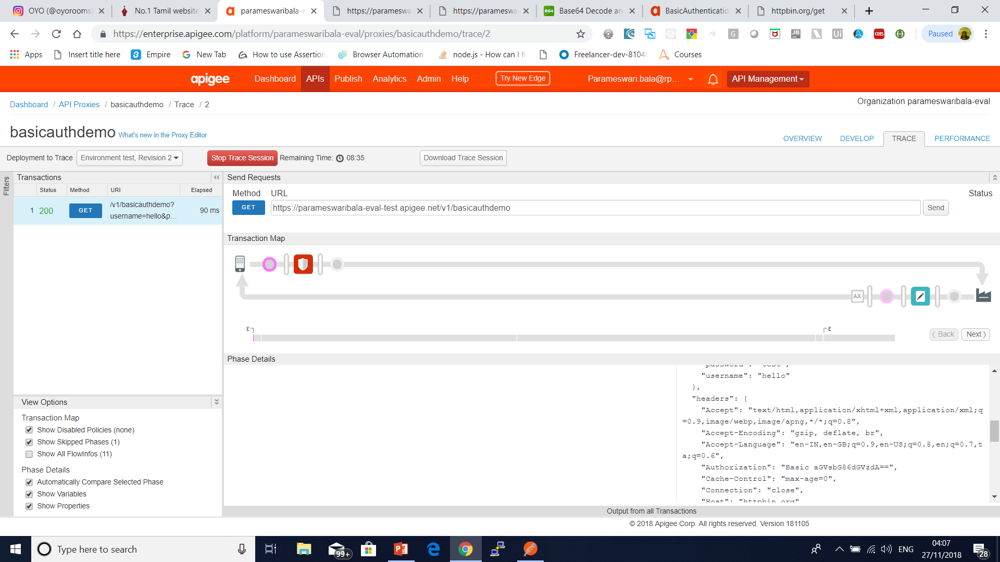 OYO (@oyorooms)
No.1 Tamil website
parameswaribala-e
https://parameswa
https://parameswa
B64 Base64 Decode an
BasicAuthenticatio
httpbin.org/get
https://enterprise.apigee.com/platform/parameswaribala-eval/proxies/basicauthdemo/trace/2
G
JB
Ui
CORS
Paused
Apps
Insert title here
Empire
New Tab
How to use Assertion
Browser Automation
node.js - How can I fi
Freelancer-dev-81048
Courses
apigee
Dashboard
APIs
Publish
Analytics
Admin
Help
Try New Edge
Parameswari.bala@rp...
API Management
Dashboard / API Proxies / basicauthdemo / Trace / 2
Organization parameswaribala-eval
basicauthdemo What's new in the Proxy Editor
OVERVIEW
DEVELOP
TRACE
PERFORMANCE
Deployment to Trace
Environment test, Revision 2
Stop Trace Session
Remaining Time: 08:35
Download Trace Session
Filters
Transactions
Status Method URI Elapsed
1 200 GET /v1/basicauthdemo?
username=hello&p...
90 ms
Send Requests
Method URL Status
GET https://parameswaribala-eval-test.apigee.net/v1/basicauthdemo Send
Transaction Map
AX
ε
ε
Back
Next
Phase Details
"password": "test",
"username": "hello"
},
"headers": {
"Accept": "text/html,application/xhtml+xml,application/xml;q
=0.9,image/webp,image/apng,*/*;q=0.8",
"Accept-Encoding": "gzip, deflate, br",
"Accept-Language": "en-IN,en-GB;q=0.9,en-US;q=0.8,en;q=0.7,t
a;q=0.6",
"Authorization": "Basic aGVsbG86dGVzdA==",
"Cache-Control": "max-age=0",
"Connection": "close",
"Host": "httpbin.org"
View Options
Transaction Map
Show Disabled Policies (none)
Show Skipped Phases (1)
Show All FlowInfos (11)
Phase Details
Automatically Compare Selected Phase
Show Variables
Show Properties
Output from all Transactions
© 2018 Apigee Corp. All rights reserved. Version 181105
Type here to search
99+
ENG
04:07
27/11/2018
28